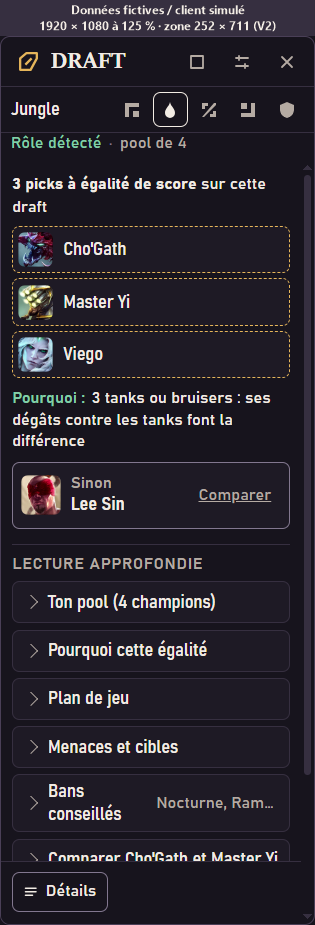 Données fictives / client simulé
1920 × 1080 à 125 % · zone 252 × 711 (V2)
DRAFT
Jungle
Rôle détecté · pool de 4
3 picks à égalité de score sur cette
draft
Cho'Gath
Master Yi
Viego
Pourquoi : 3 tanks ou bruisers : ses
dégâts contre les tanks font la
différence
Sinon
Lee Sin
Comparer
LECTURE APPROFONDIE
Ton pool (4 champions)
Pourquoi cette égalité
Plan de jeu
Menaces et cibles
Bans
conseillés
Nocturne, Ram...
Comparer Cho'Gath et Master Yi
Détails